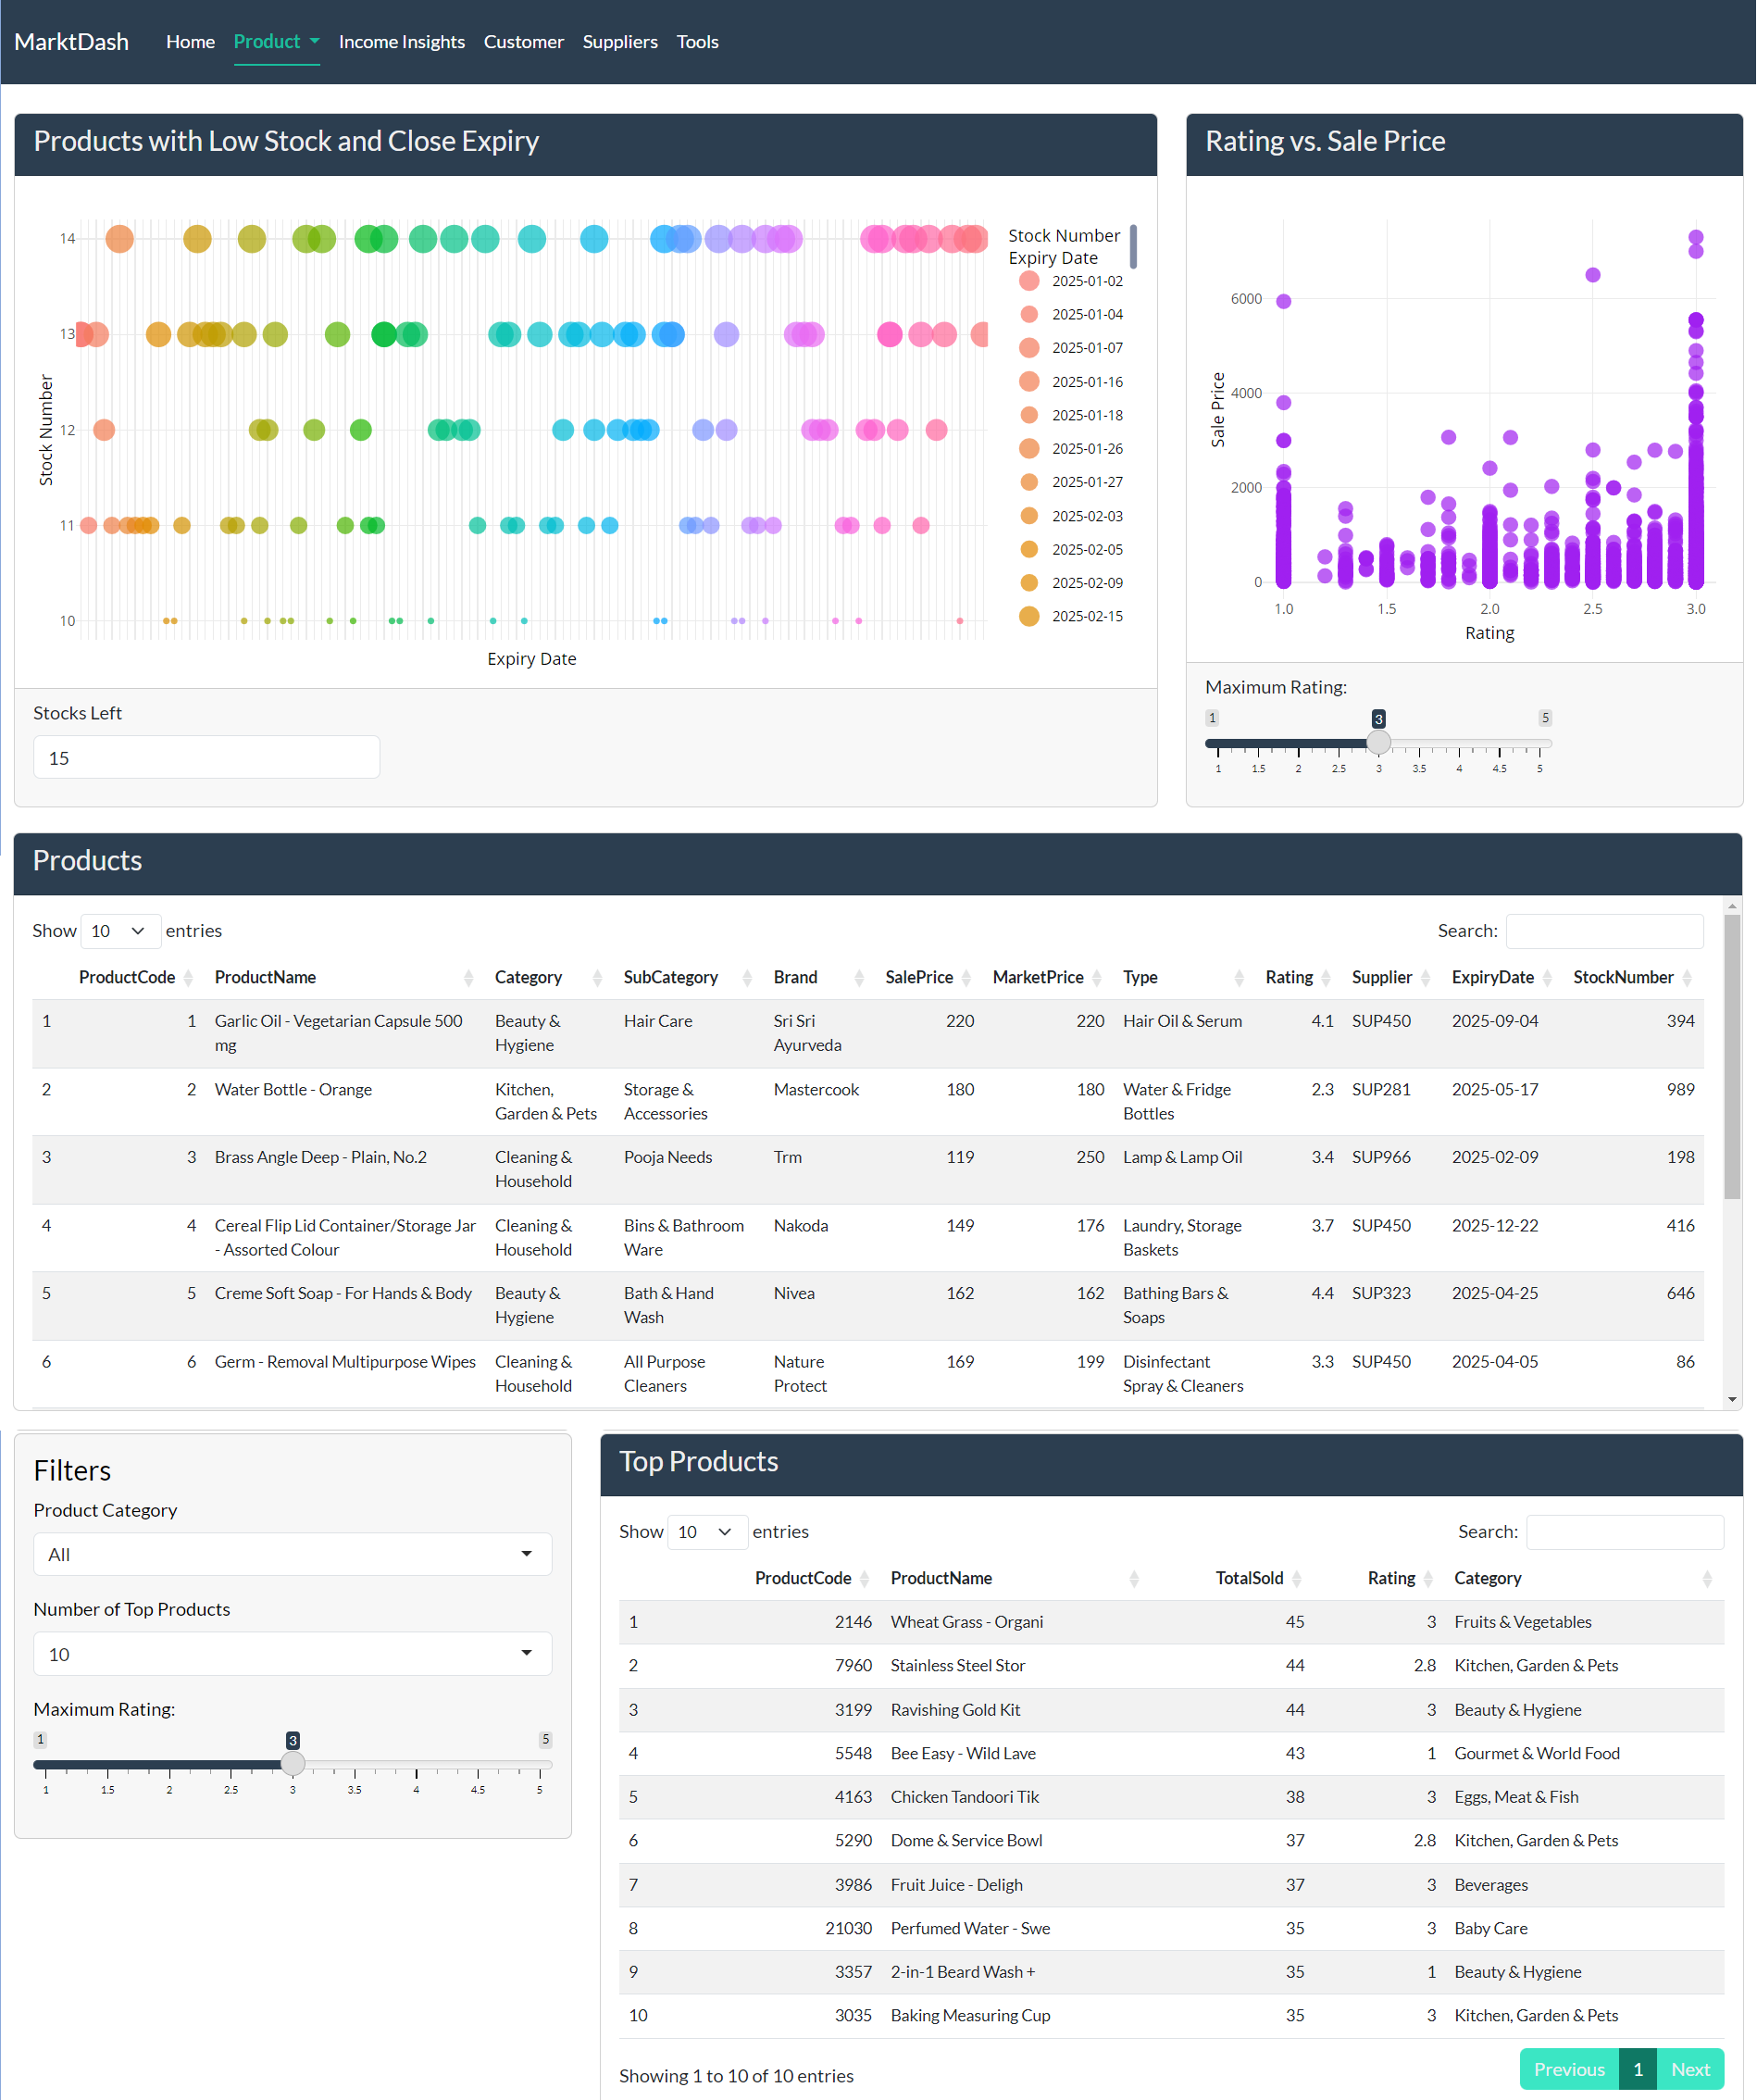 MarktDash Home Product Income Insights Customer Suppliers Tools
Products with Low Stock and Close Expiry
14
13
12
11
10
Stock Number
Expiry Date
Stock Number
Expiry Date
2025-01-02
2025-01-04
2025-01-07
2025-01-16
2025-01-18
2025-01-26
2025-01-27
2025-02-03
2025-02-05
2025-02-09
2025-02-15
Stocks Left
15
Rating vs. Sale Price
6000
4000
2000
0
Sale Price
1.0 1.5 2.0 2.5 3.0
Rating
Maximum Rating:
1 3 5
1 1.5 2 2.5 3 3.5 4 4.5 5
Products
Show 10 entries Search:
ProductCode ProductName Category SubCategory Brand SalePrice MarketPrice Type Rating Supplier ExpiryDate StockNumber
1 1 Garlic Oil - Vegetarian Capsule 500 Beauty & Hair Care Sri Sri 220 220 Hair Oil & Serum 4.1 SUP450 2025-09-04 394
mg Hygiene Ayurveda
2 2 Water Bottle - Orange Kitchen, Storage & Mastercook 180 180 Water & Fridge 2.3 SUP281 2025-05-17 989
Garden & Pets Accessories Bottles
3 3 Brass Angle Deep - Plain, No.2 Cleaning & Pooja Needs Trm 119 250 Lamp & Lamp Oil 3.4 SUP966 2025-02-09 198
Household
4 4 Cereal Flip Lid Container/Storage Jar Cleaning & Bins & Bathroom Nakoda 149 176 Laundry, Storage 3.7 SUP450 2025-12-22 416
- Assorted Colour Household Ware Baskets
5 5 Creme Soft Soap - For Hands & Body Beauty & Bath & Hand Nivea 162 162 Bathing Bars & 4.4 SUP323 2025-04-25 646
Hygiene Wash Soaps
6 6 Germ - Removal Multipurpose Wipes Cleaning & All Purpose Nature 169 199 Disinfectant 3.3 SUP450 2025-04-05 86
Household Cleaners Protect Spray & Cleaners
Filters
Product Category
All
Number of Top Products
10
Maximum Rating:
1 3 5
1 1.5 2 2.5 3 3.5 4 4.5 5
Top Products
Show 10 entries Search:
ProductCode ProductName TotalSold Rating Category
1 2146 Wheat Grass - Organi 45 3 Fruits & Vegetables
2 7960 Stainless Steel Stor 44 2.8 Kitchen, Garden & Pets
3 3199 Ravishing Gold Kit 44 3 Beauty & Hygiene
4 5548 Bee Easy - Wild Lave 43 1 Gourmet & World Food
5 4163 Chicken Tandoori Tik 38 3 Eggs, Meat & Fish
6 5290 Dome & Service Bowl 37 2.8 Kitchen, Garden & Pets
7 3986 Fruit Juice - Deligh 37 3 Beverages
8 21030 Perfumed Water - Swe 35 3 Baby Care
9 3357 2-in-1 Beard Wash + 35 1 Beauty & Hygiene
10 3035 Baking Measuring Cup 35 3 Kitchen, Garden & Pets
Showing 1 to 10 of 10 entries
Previous 1 Next